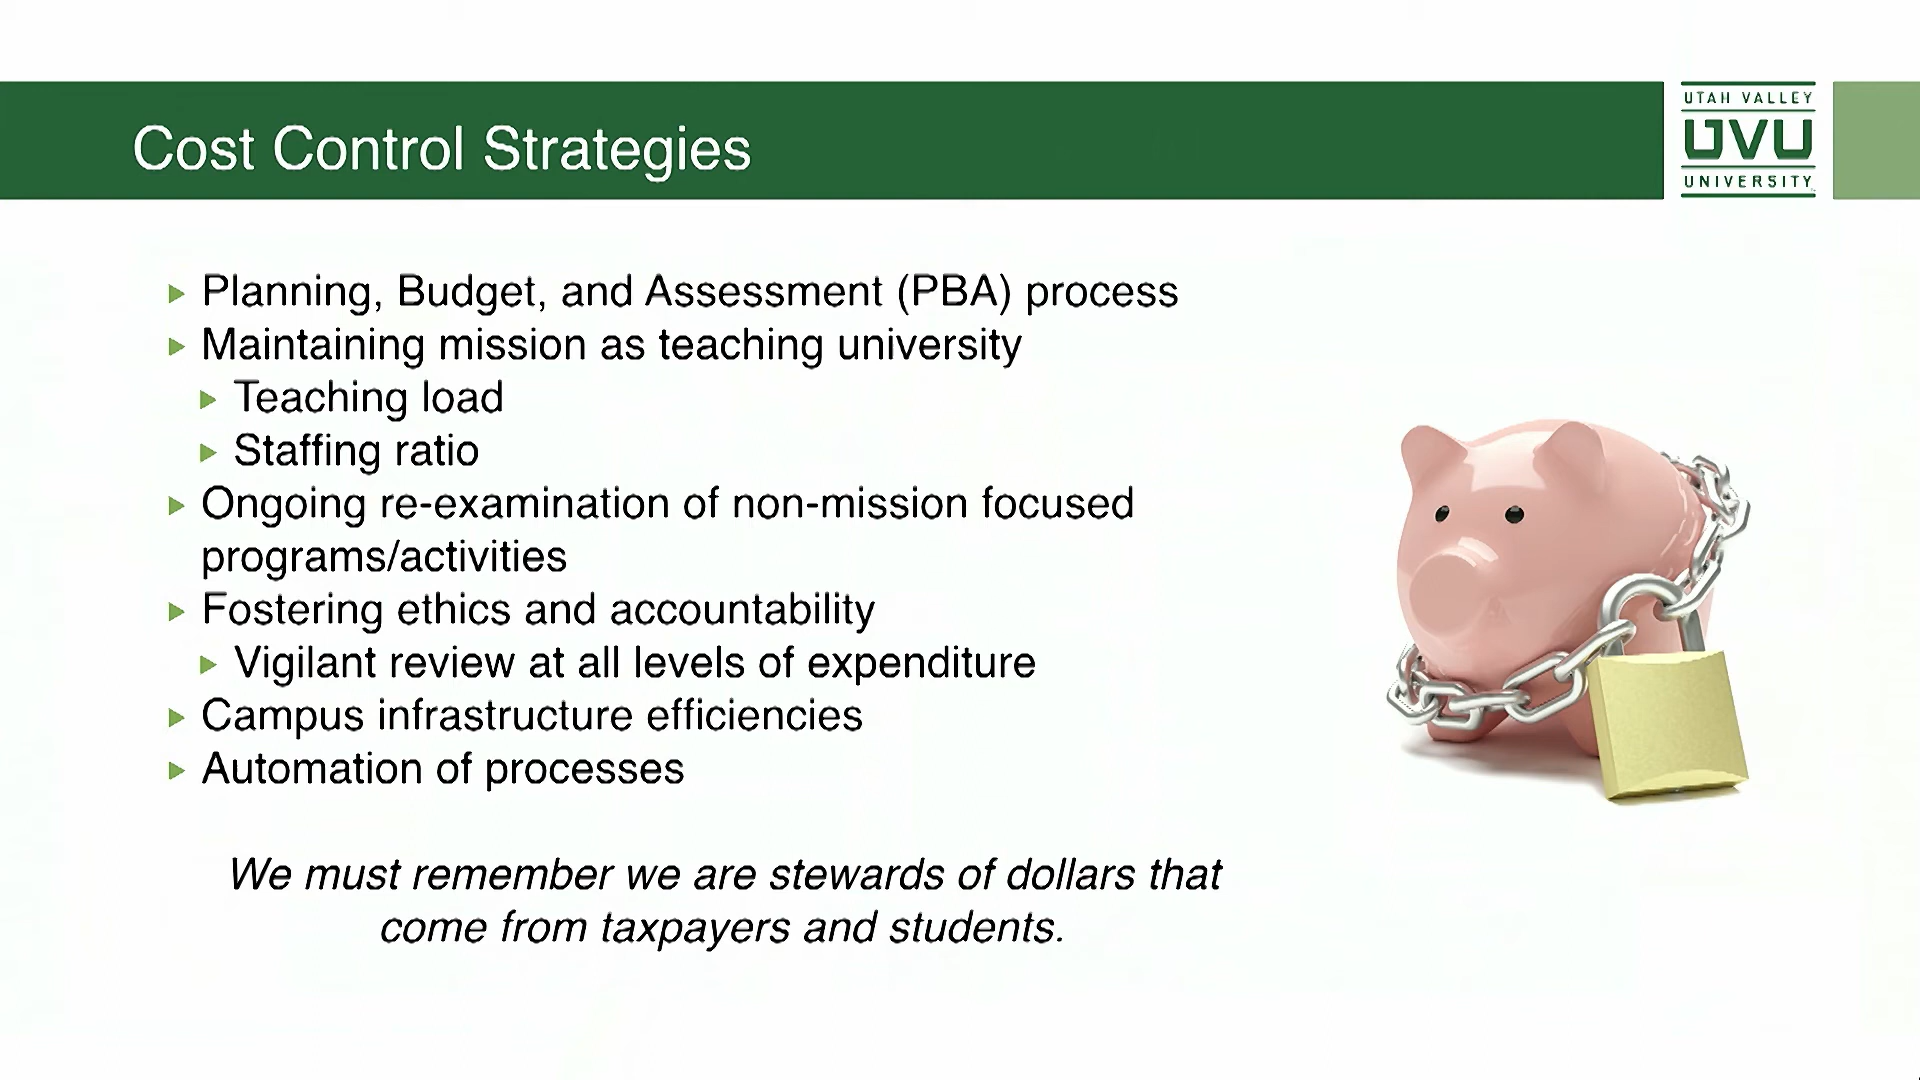 Cost Control Strategies
UTAH VALLEY
UVU
UNIVERSITY
Planning, Budget, and Assessment (PBA) process
Maintaining mission as teaching university
Teaching load
Staffing ratio
Ongoing re-examination of non-mission focused
programs/activities
Fostering ethics and accountability
Vigilant review at all levels of expenditure
Campus infrastructure efficiencies
Automation of processes
We must remember we are stewards of dollars that
come from taxpayers and students.